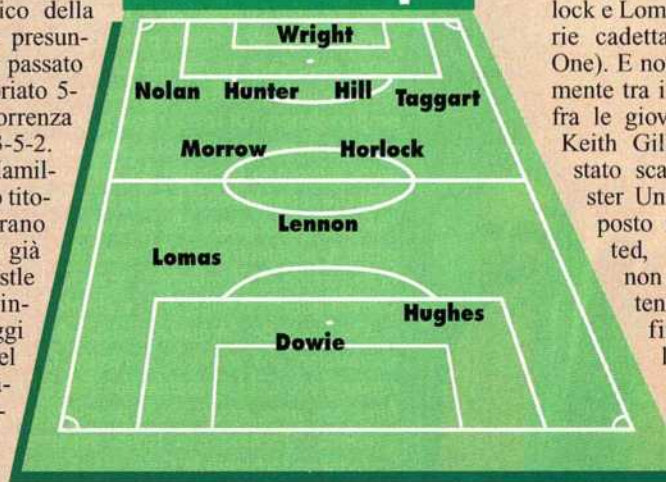 ico della
presun-
passato
riato 5-
orrenza
3-5-2.
Hamil-
o tito-
rano
già
stle
in-
ggi
el
Wright
Nolan Hunter Hill Taggart
Morrow Horlock
Lennon
Lomas
Hughes
Dowie
lock e Lom
rie cadetta
One). E no
mente tra i
fra le giov
Keith Gil
stato sca
ster Un
posto
ted,
non
ten
fi